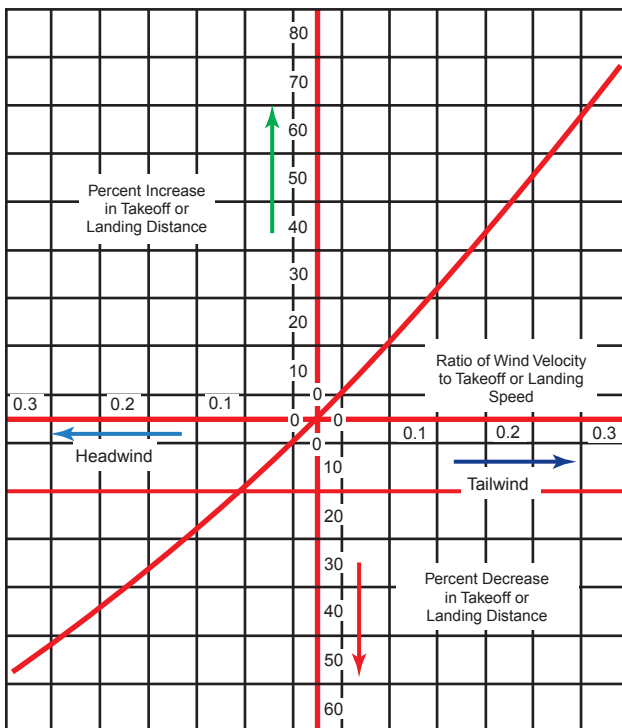 80
70
60
50
Percent Increase
in Takeoff or
Landing Distance
40
30
20
10
Ratio of Wind Velocity
to Takeoff or Landing
Speed
0
0.3 0.2 0.1
0 0
0.1 0.2 0.3
0
Headwind
10
Tailwind
20
30
Percent Decrease
in Takeoff or
Landing Distance
40
50
60